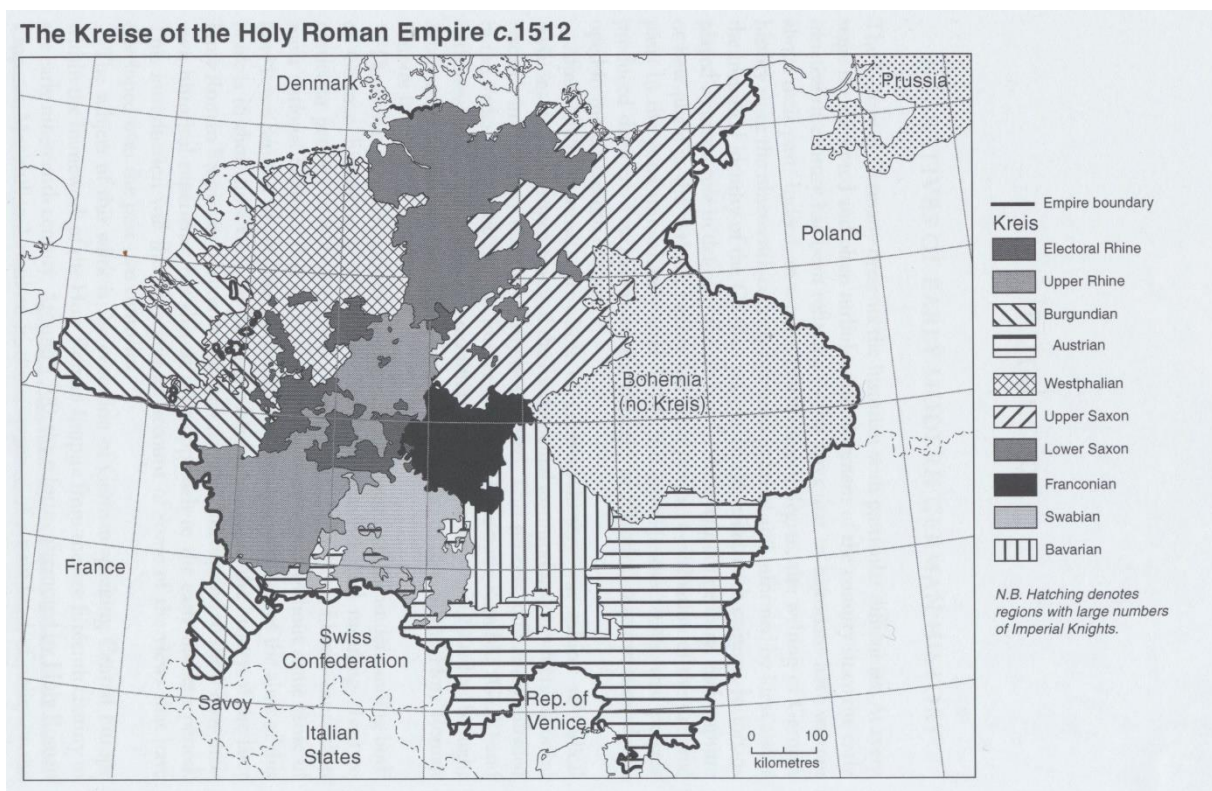 The Kreise of the Holy Roman Empire c.1512
Denmark
Prussia
Poland
Bohemia
(no Kreis)
France
Swiss
Confederation
Savoy
Rep. of
Venice
Italian
States
0 100
kilometres
Empire boundary
Kreis
Electoral Rhine
Upper Rhine
Burgundian
Austrian
Westphalian
Upper Saxon
Lower Saxon
Franconian
Swabian
Bavarian
N.B. Hatching denotes
regions with large numbers
of Imperial Knights.